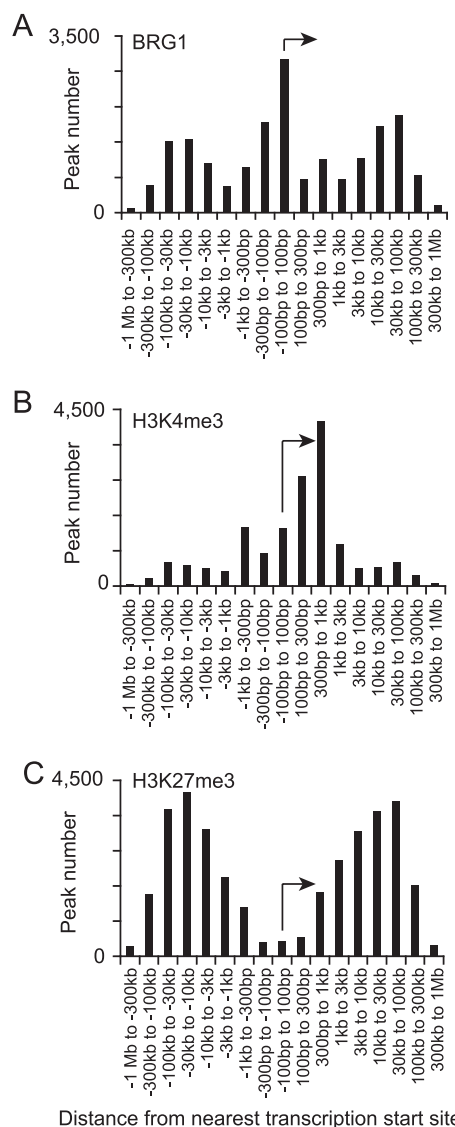 A
3,500
BRG1
Peak number
0
-1 Mb to -300kb
-300kb to -100kb
-100kb to -30kb
-30kb to -10kb
-10kb to -3kb
-3kb to -1kb
-1kb to -300bp
-300bp to -100bp
-100bp to 100bp
100bp to 300bp
300bp to 1kb
1kb to 3kb
3kb to 10kb
10kb to 30kb
30kb to 100kb
100kb to 300kb
300kb to 1Mb
B
4,500
H3K4me3
Peak number
0
-1 Mb to -300kb
-300kb to -100kb
-100kb to -30kb
-30kb to -10kb
-10kb to -3kb
-3kb to -1kb
-1kb to -300bp
-300bp to -100bp
-100bp to 100bp
100bp to 300bp
300bp to 1kb
1kb to 3kb
3kb to 10kb
10kb to 30kb
30kb to 100kb
100kb to 300kb
300kb to 1Mb
C
4,500
H3K27me3
Peak number
0
-1 Mb to -300kb
-300kb to -100kb
-100kb to -30kb
-30kb to -10kb
-10kb to -3kb
-3kb to -1kb
-1kb to -300bp
-300bp to -100bp
-100bp to 100bp
100bp to 300bp
300bp to 1kb
1kb to 3kb
3kb to 10kb
10kb to 30kb
30kb to 100kb
100kb to 300kb
300kb to 1Mb
Distance from nearest transcription start site